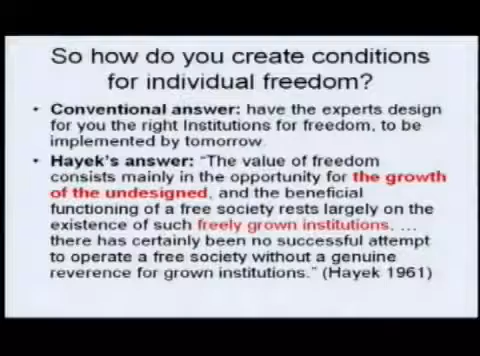 So how do you create conditions
for individual freedom?
• Conventional answer: have the experts design
for you the right Institutions for freedom, to be
implemented by tomorrow.
• Hayek's answer: "The value of freedom
consists mainly in the opportunity for the growth
of the undesigned, and the beneficial
functioning of a free society rests largely on the
existence of such freely grown institutions, ...
there has certainly been no successful attempt
to operate a free society without a genuine
reverence for grown institutions." (Hayek 1961)